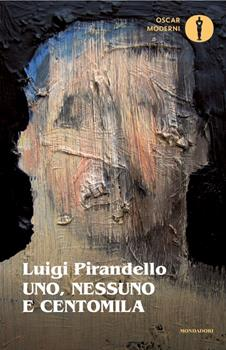 OSCAR
MODERNI
Luigi Pirandello
UNO, NESSUNO
E CENTOMILA
MONDADORI